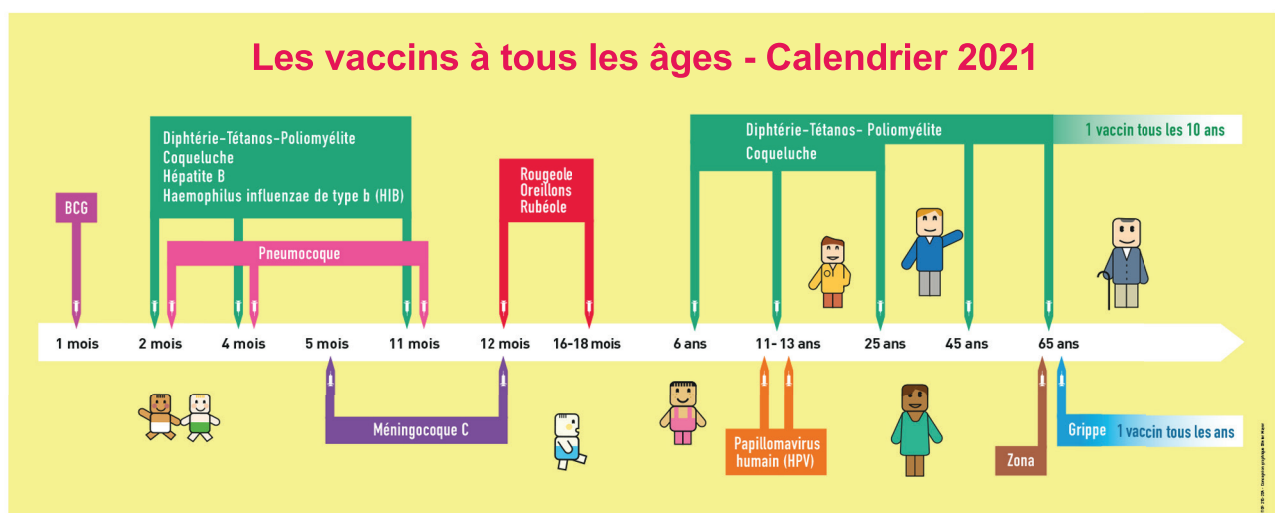 Les vaccins à tous les âges - Calendrier 2021
Diphtérie-Tétanos-Poliomyélite
Coqueluche
Hépatite B
Haemophilus influenzae de type b (HIB)
Diphtérie-Tétanos- Poliomyélite
Coqueluche
1 vaccin tous les 10 ans
Rougeole
Oreillons
Rubéole
BCG
Pneumocoque
1 mois
2 mois
4 mois
5 mois
11 mois
12 mois
16-18 mois
6 ans
11- 13 ans
25 ans
45 ans
65 ans
Méningocoque C
Papillomavirus
humain (HPV)
Zona
Grippe
1 vaccin tous les ans